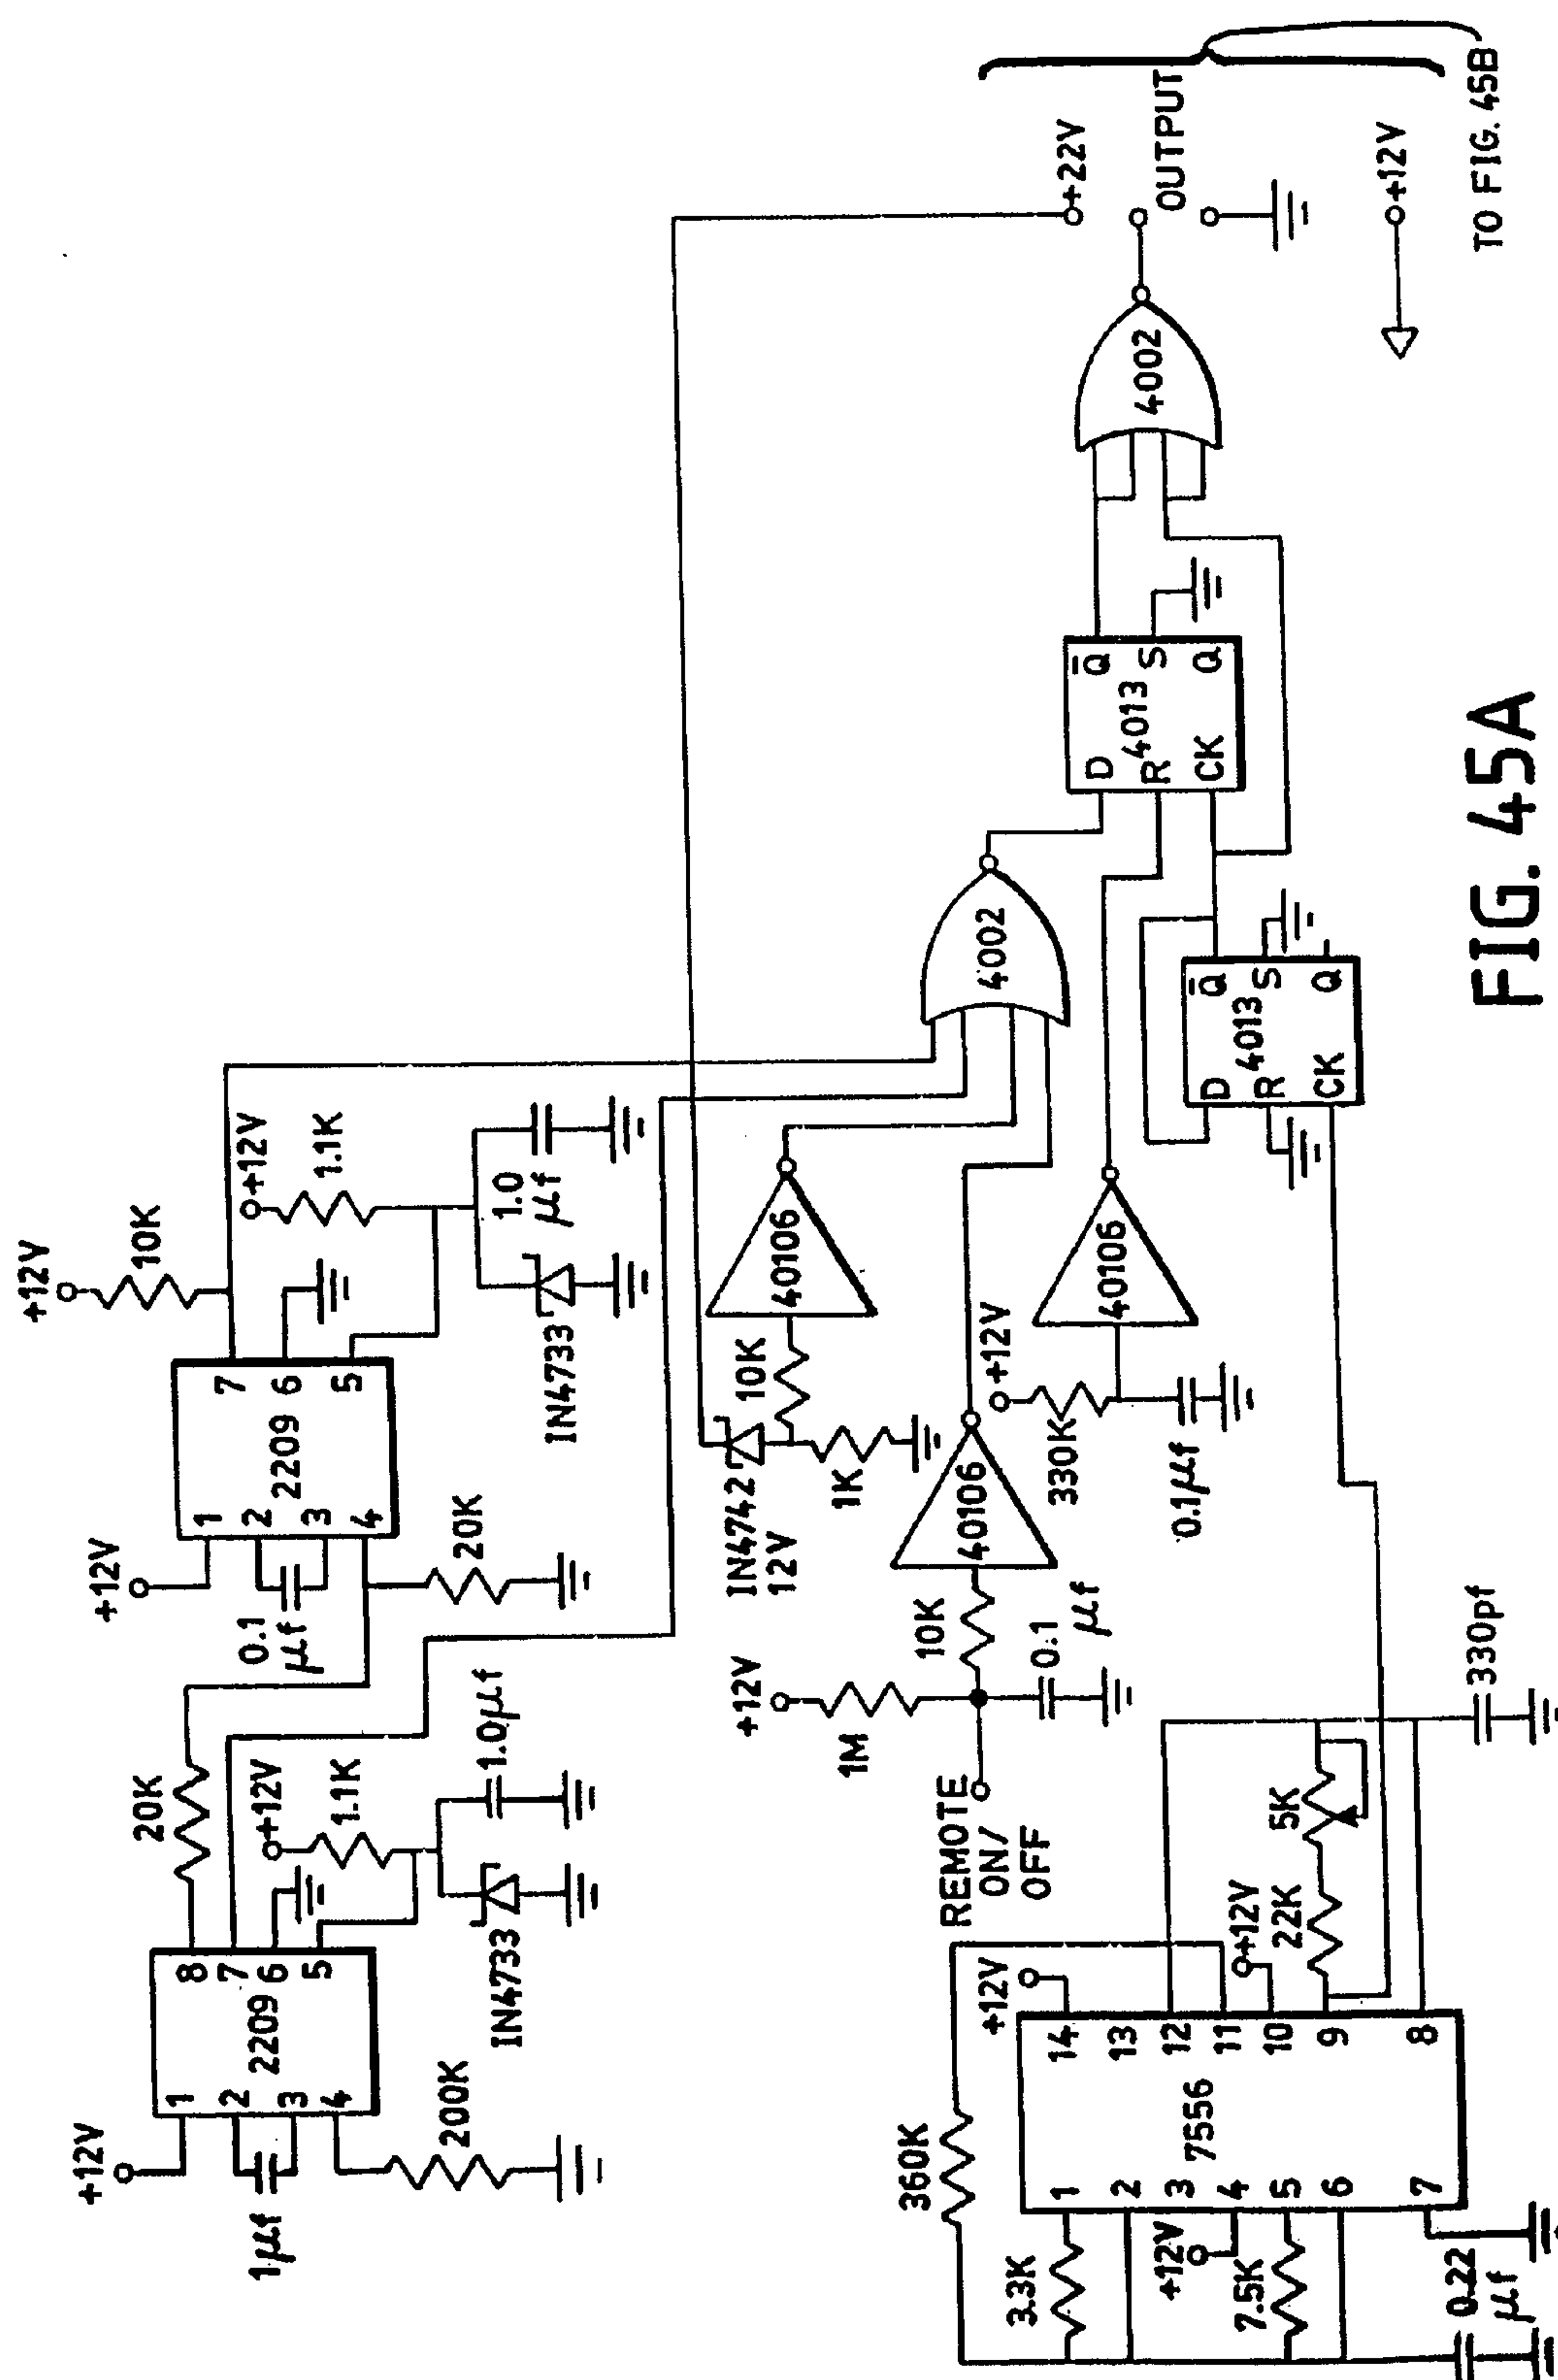 +12V
10K
+12V
1.1K
1.0
µf
IN4733
7
6
5
2209
1
2
3
4
+12V
0.1
µf
20K
20K
+12V
1.1K
1.0µf
IN4733
8
7
6
5
2209
1
2
3
4
+12V
1µf
200K
+22V
OUTPUT
+12V
TO FIG. 45B
4002
Q̄
S
Q
4013
D
R
CK
4002
Q̄
S
Q
4013
D
R
CK
40106
10K
IN4742
12V
1K
40106
+12V
330K
0.1µf
40106
10K
0.1
µf
+12V
1M
REMOTE
ON/
OFF
330pf
5K
22K
+12V
+12V
14
13
12
11
10
9
8
7556
1
2
3
4
5
6
7
360K
3.3K
+12V
7.5K
0.22
µf
FIG. 45A